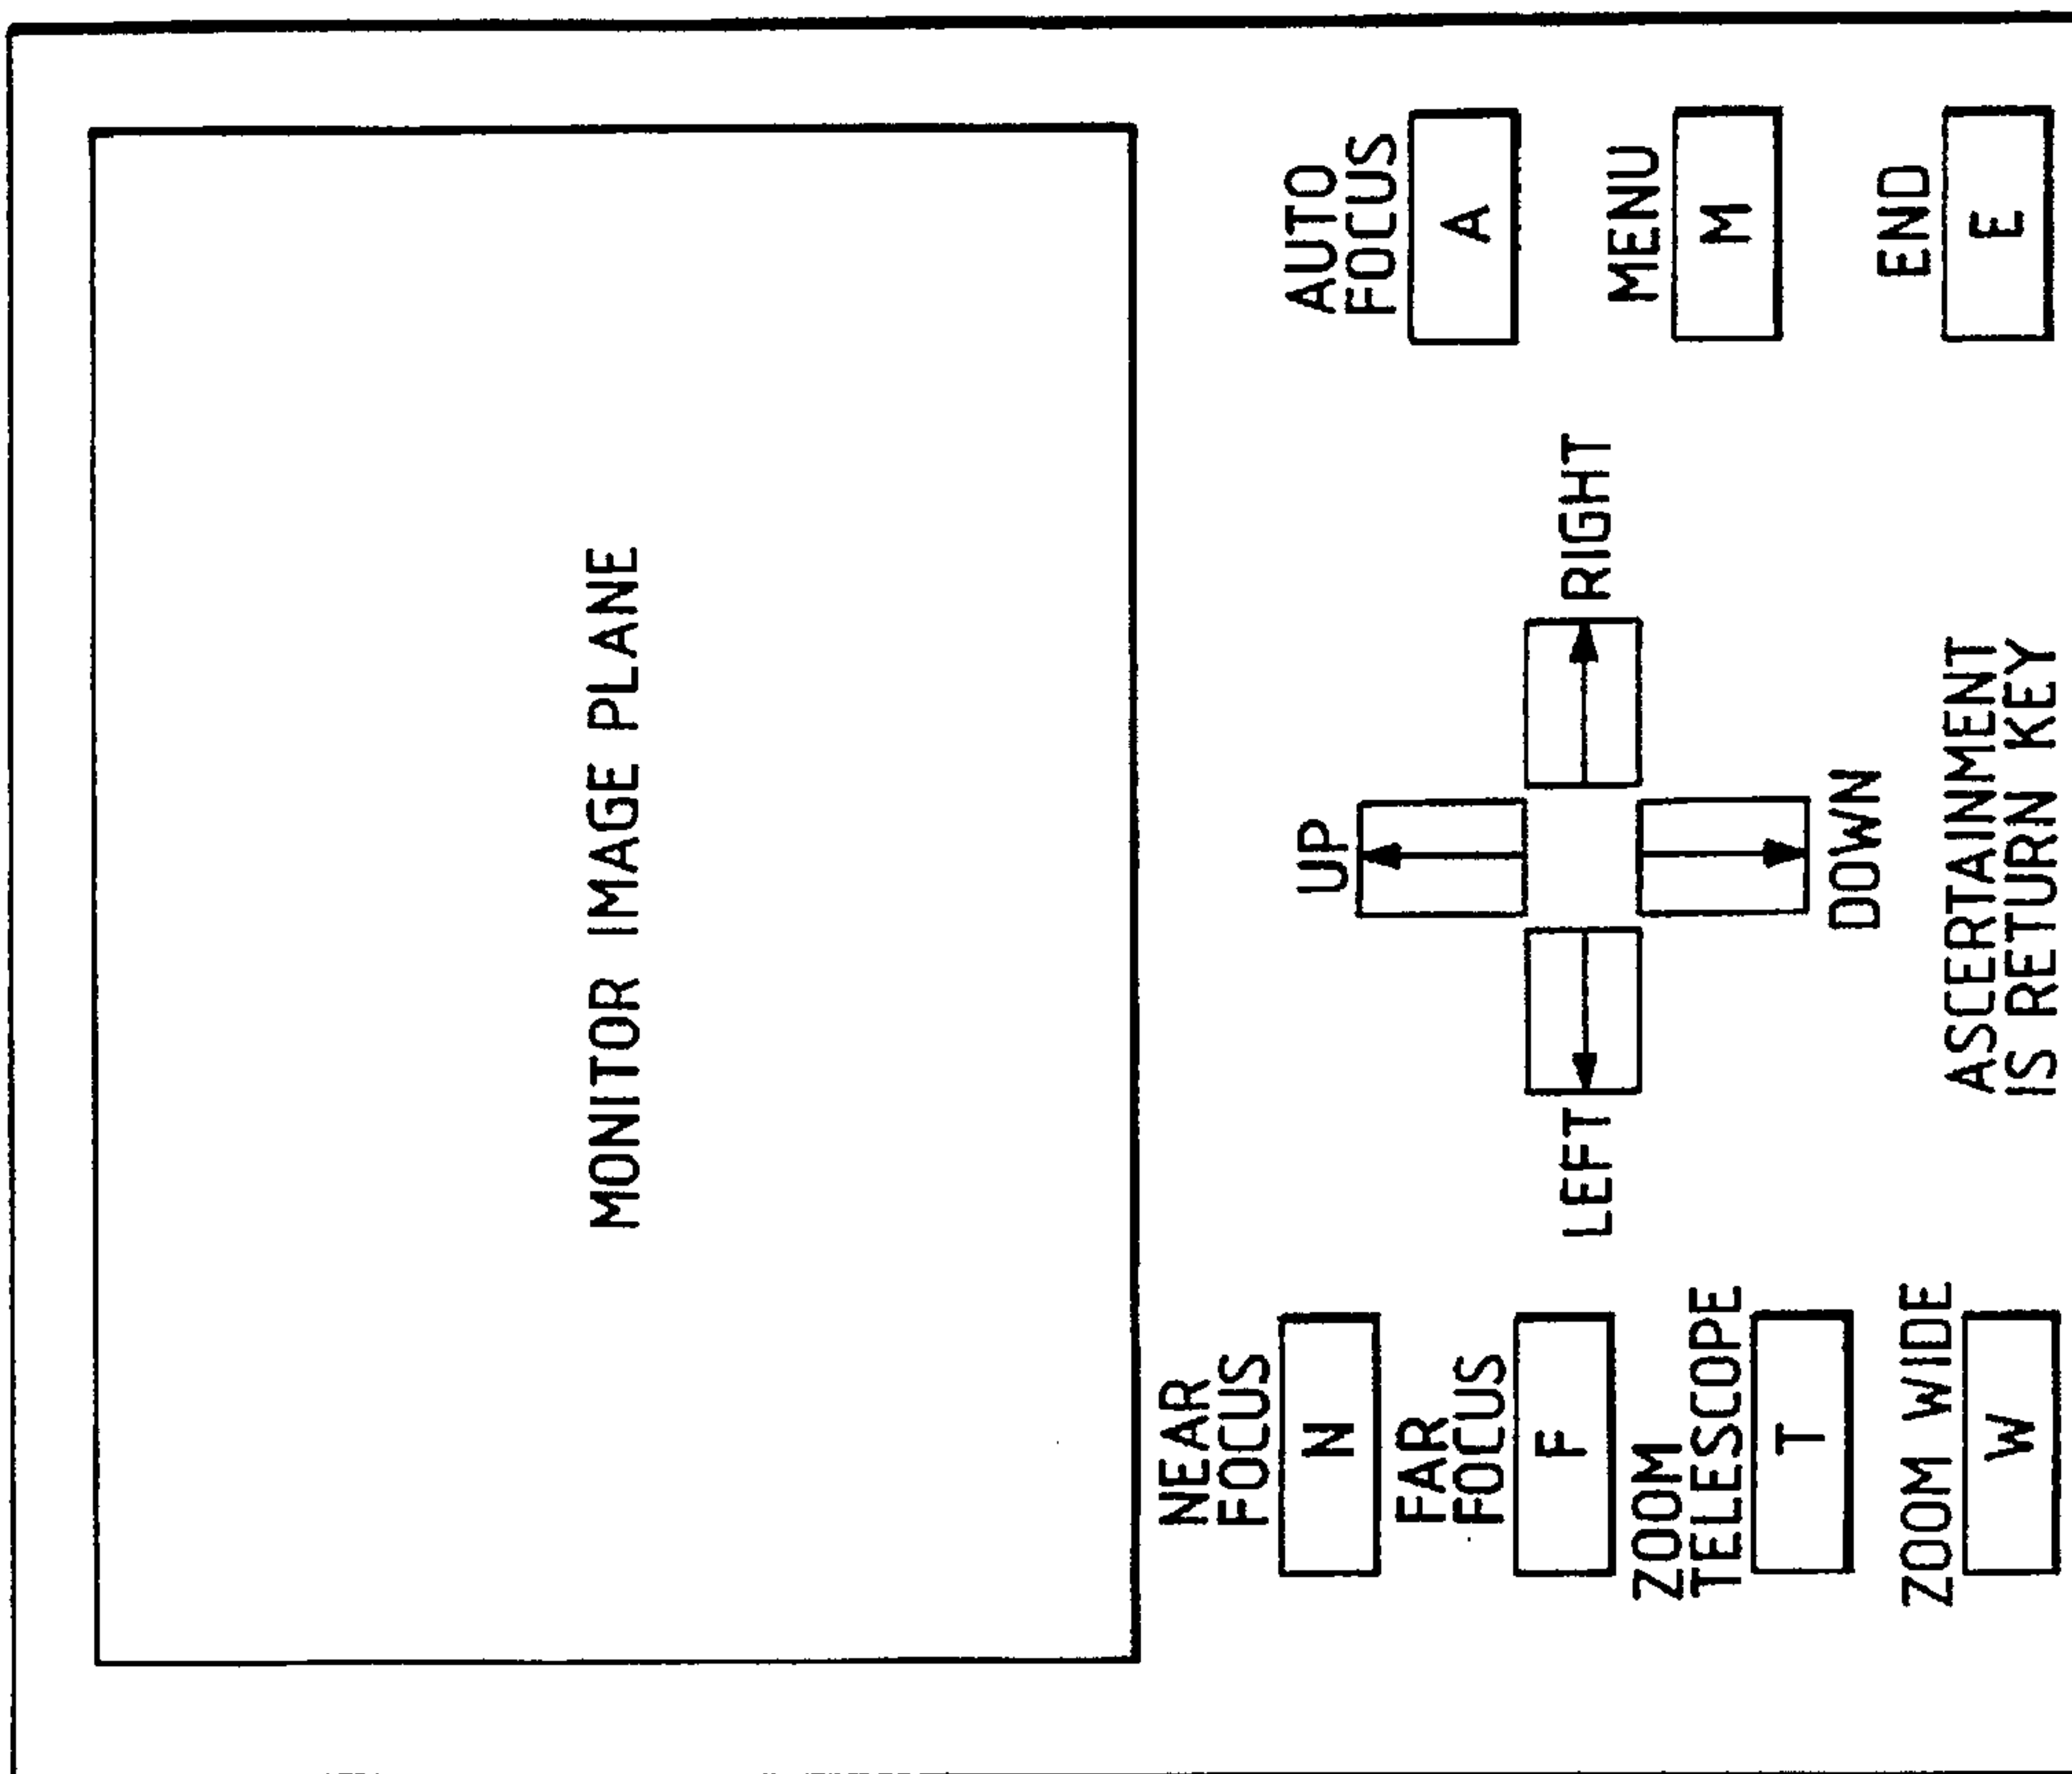 MONITOR IMAGE PLANE
NEAR
FOCUS
N
FAR
FOCUS
F
ZOOM
TELESCOPE
T
ZOOM WIDE
W
UP
LEFT
RIGHT
DOWN
ASCERTAINMENT
IS RETURN KEY
AUTO
FOCUS
A
MENU
M
END
E